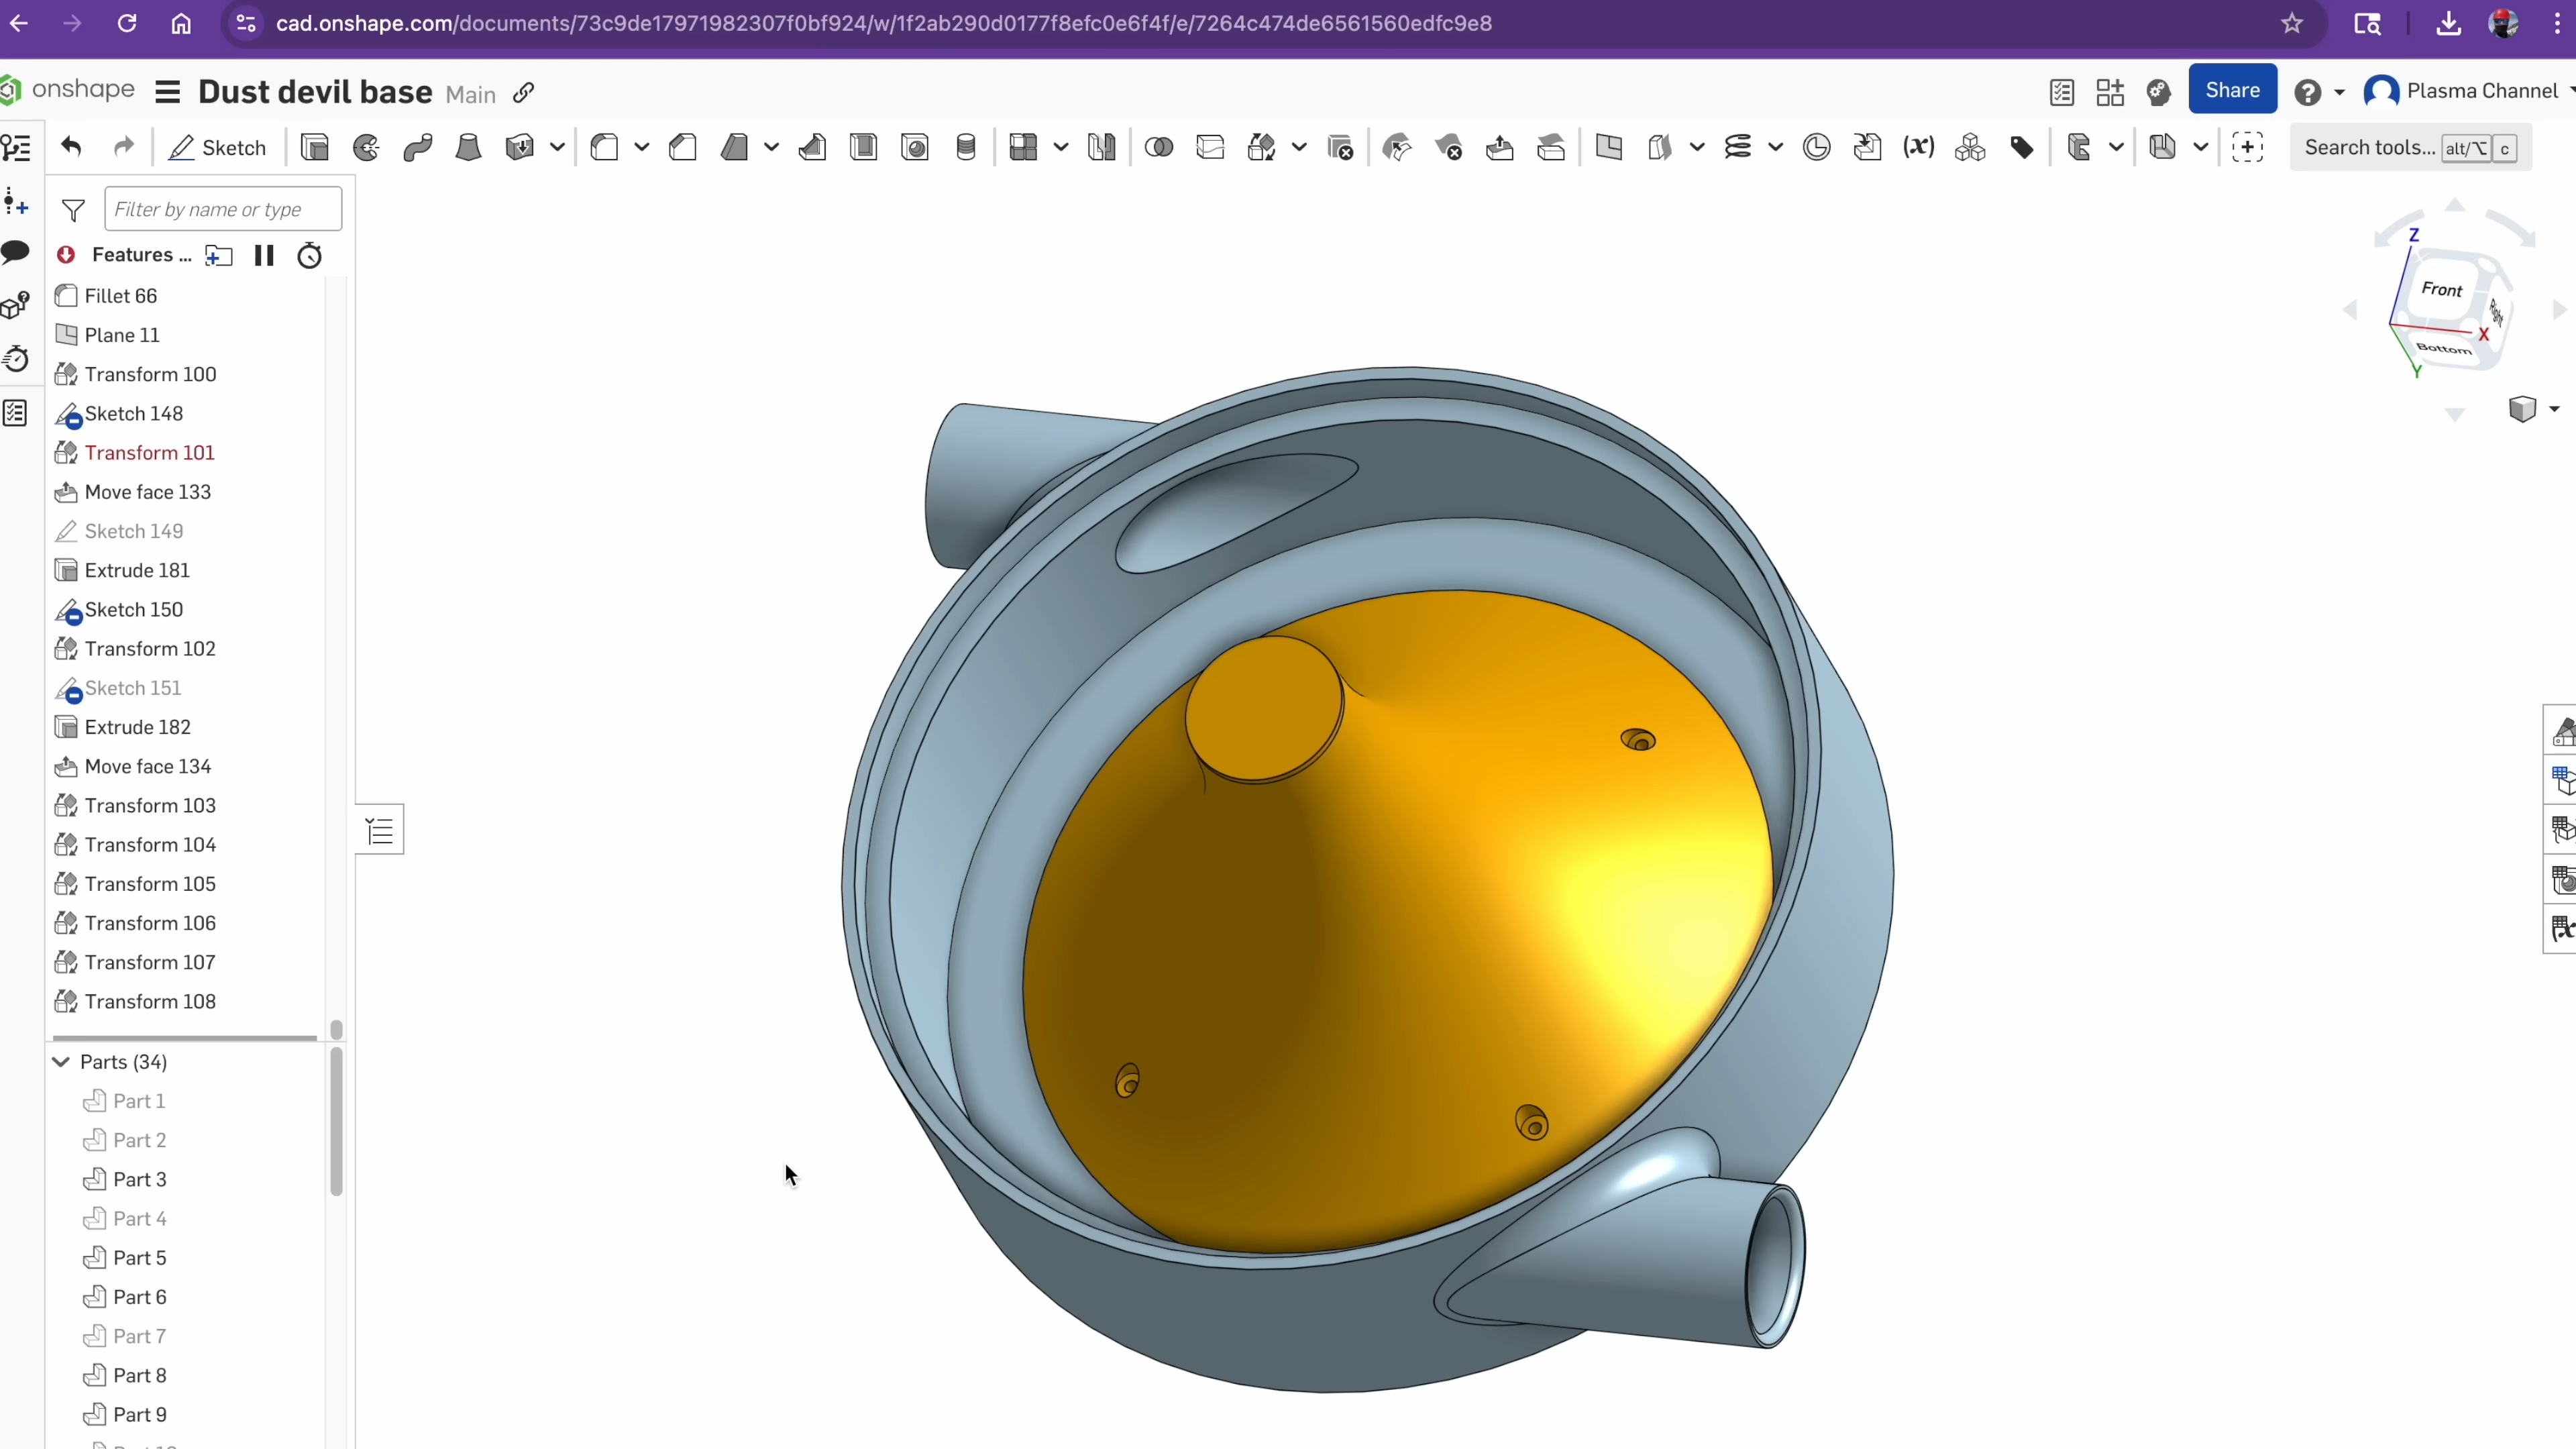 cad.onshape.com/documents/73c9de17971982307f0bf924/w/1f2ab290d0177f8efc0e6f4f/e/7264c474de6561560edfc9e8
onshape Dust devil base Main Share Plasma Channel
Sketch (x) Search tools... alt/⌥ c
Filter by name or type
Features ...
Fillet 66
Plane 11
Transform 100
Sketch 148
Transform 101
Move face 133
Sketch 149
Extrude 181
Sketch 150
Transform 102
Sketch 151
Extrude 182
Move face 134
Transform 103
Transform 104
Transform 105
Transform 106
Transform 107
Transform 108
Parts (34)
Part 1
Part 2
Part 3
Part 4
Part 5
Part 6
Part 7
Part 8
Part 9
Z
Front
Right
X
Bottom
Y